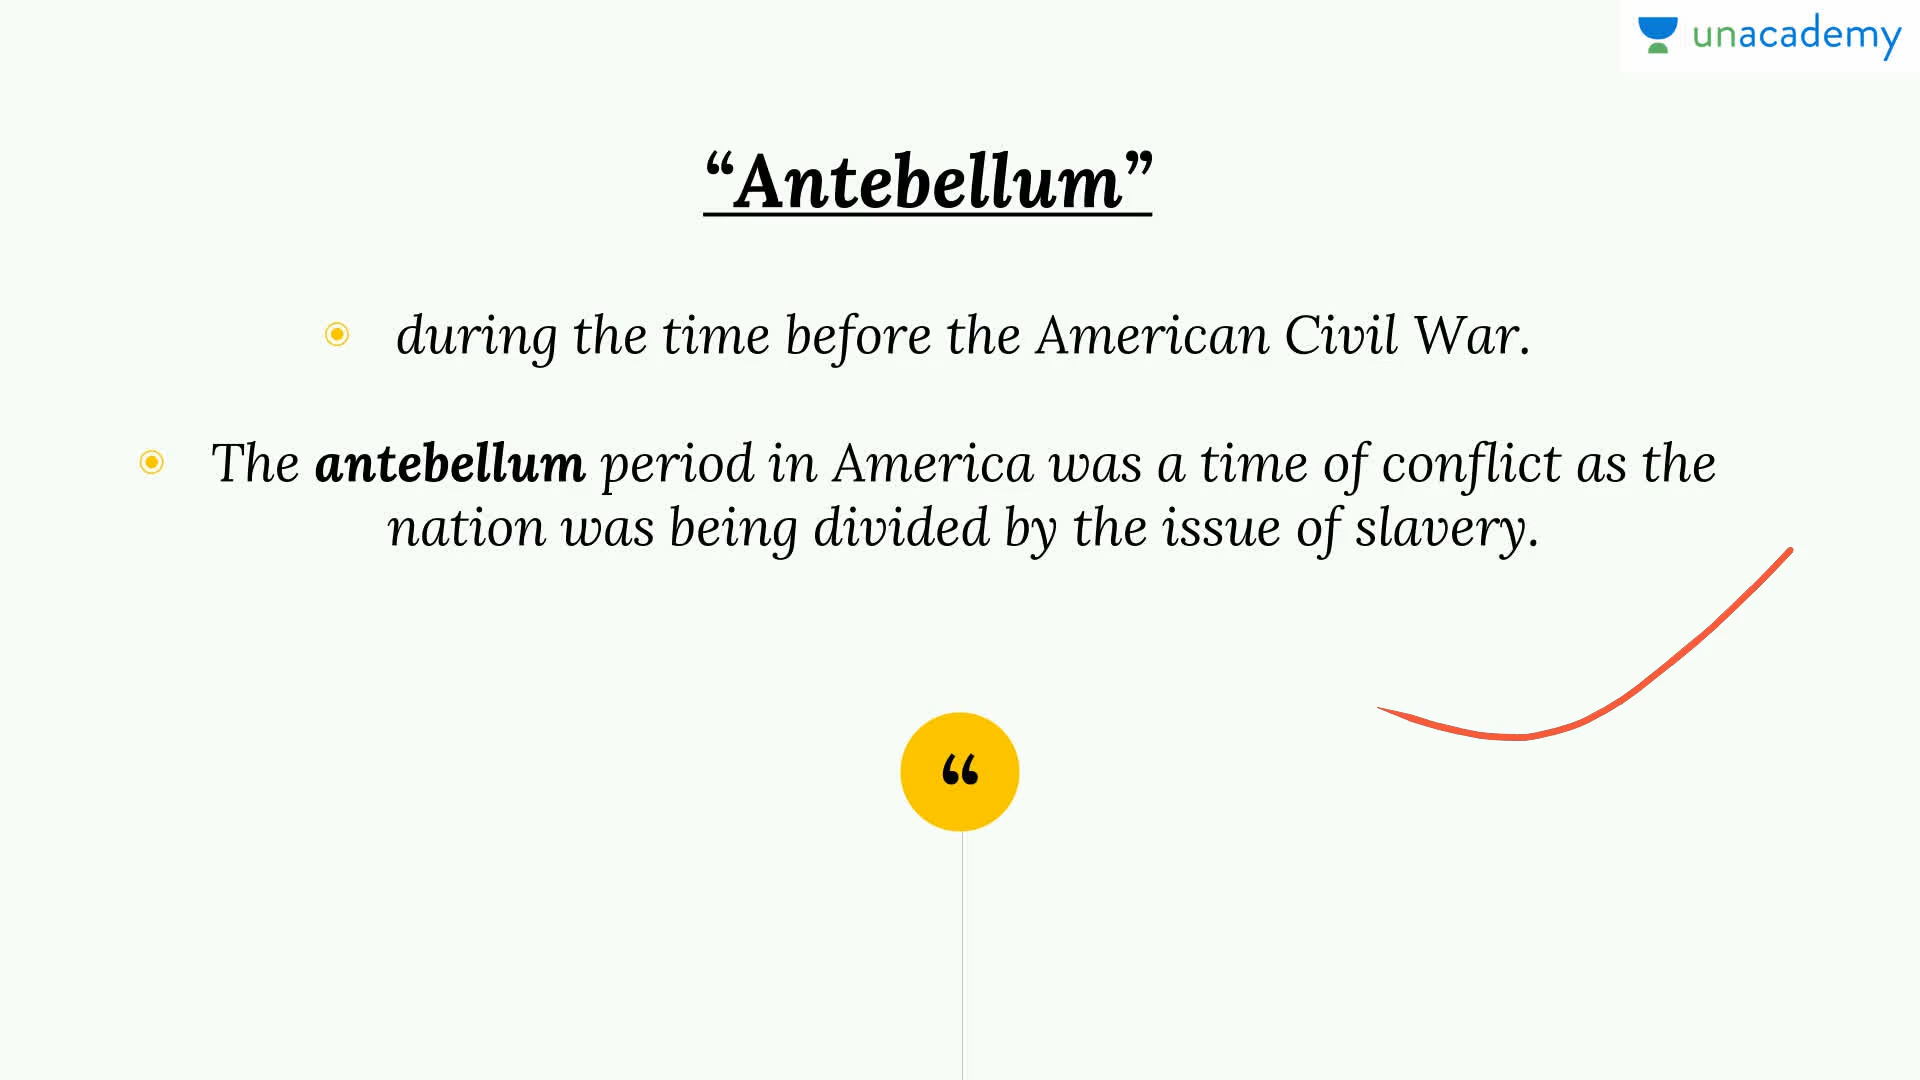 unacademy
“Antebellum”
during the time before the American Civil War.
The antebellum period in America was a time of conflict as the
nation was being divided by the issue of slavery.
“